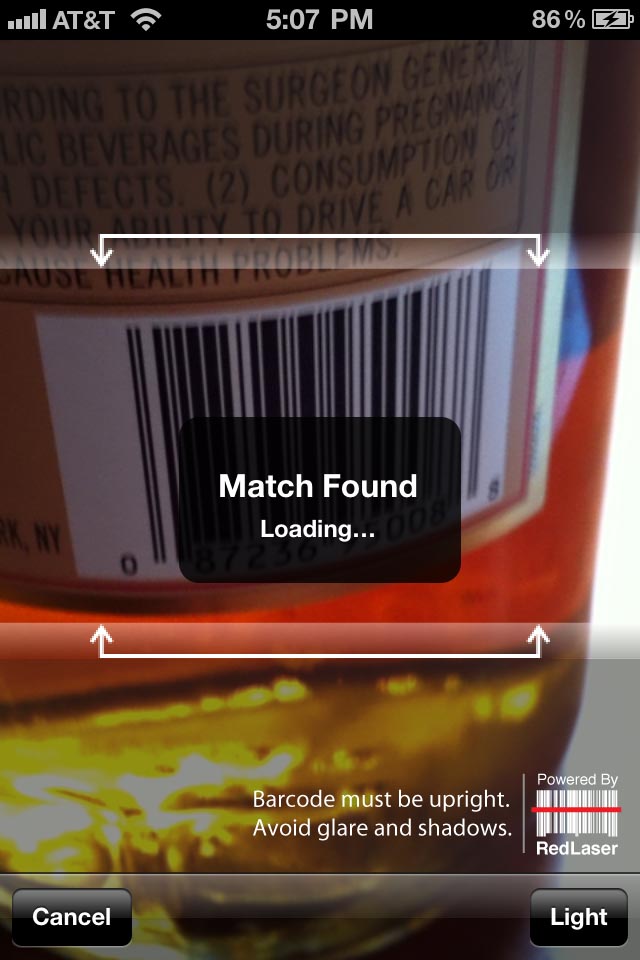 AT&T 5:07 PM 86%
RDING TO THE SURGEON GENERAL,
LIC BEVERAGES DURING PREGNANCY
H DEFECTS. (2) CONSUMPTION OF
YOUR ABILITY TO DRIVE A CAR OR
CAUSE HEALTH PROBLEMS.
Match Found
Loading...
8
RK, NY
0 87236 008
Barcode must be upright.
Avoid glare and shadows.
Powered By
RedLaser
Cancel Light